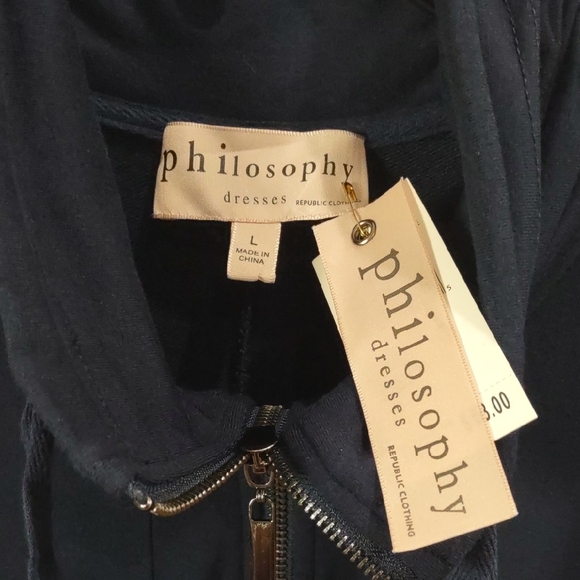 philosophy
dresses REPUBLIC CLOTHING
L
MADE IN
CHINA
philosophy
dresses
REPUBLIC CLOTHING